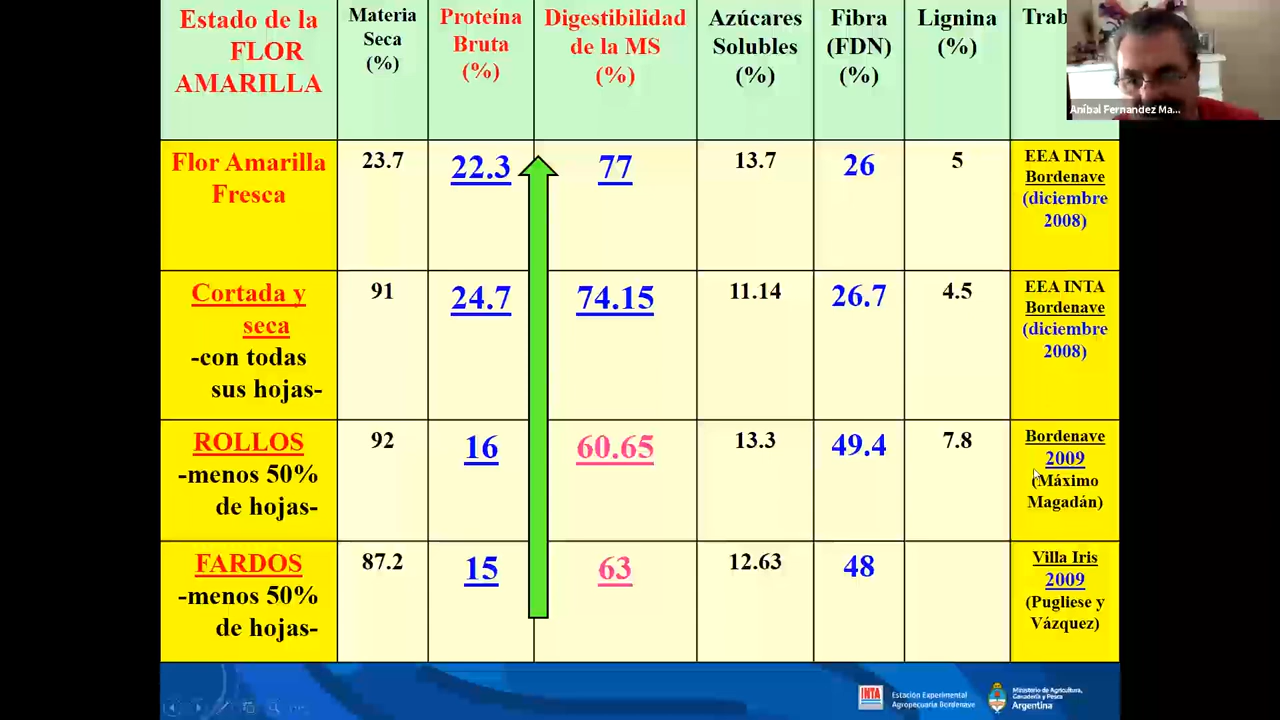 Estado de la
FLOR
AMARILLA
Materia
Seca
(%)
Proteína
Bruta
(%)
Digestibilidad
de la MS
(%)
Azúcares
Solubles
(%)
Fibra
(FDN)
(%)
Lignina
(%)
Trab
Aníbal Fernandez Ma...
Flor Amarilla
Fresca
23.7
22.3
77
13.7
26
5
EEA INTA
Bordenave
(diciembre
2008)
Cortada y
seca
-con todas
sus hojas-
91
24.7
74.15
11.14
26.7
4.5
EEA INTA
Bordenave
(diciembre
2008)
ROLLOS
-menos 50%
de hojas-
92
16
60.65
13.3
49.4
7.8
Bordenave
2009
(Máximo
Magadán)
FARDOS
-menos 50%
de hojas-
87.2
15
63
12.63
48
Villa Iris
2009
(Pugliese y
Vázquez)
INTA
Estación Experimental
Agropecuaria Bordenave
Ministerio de Agricultura,
Ganadería y Pesca
Argentina